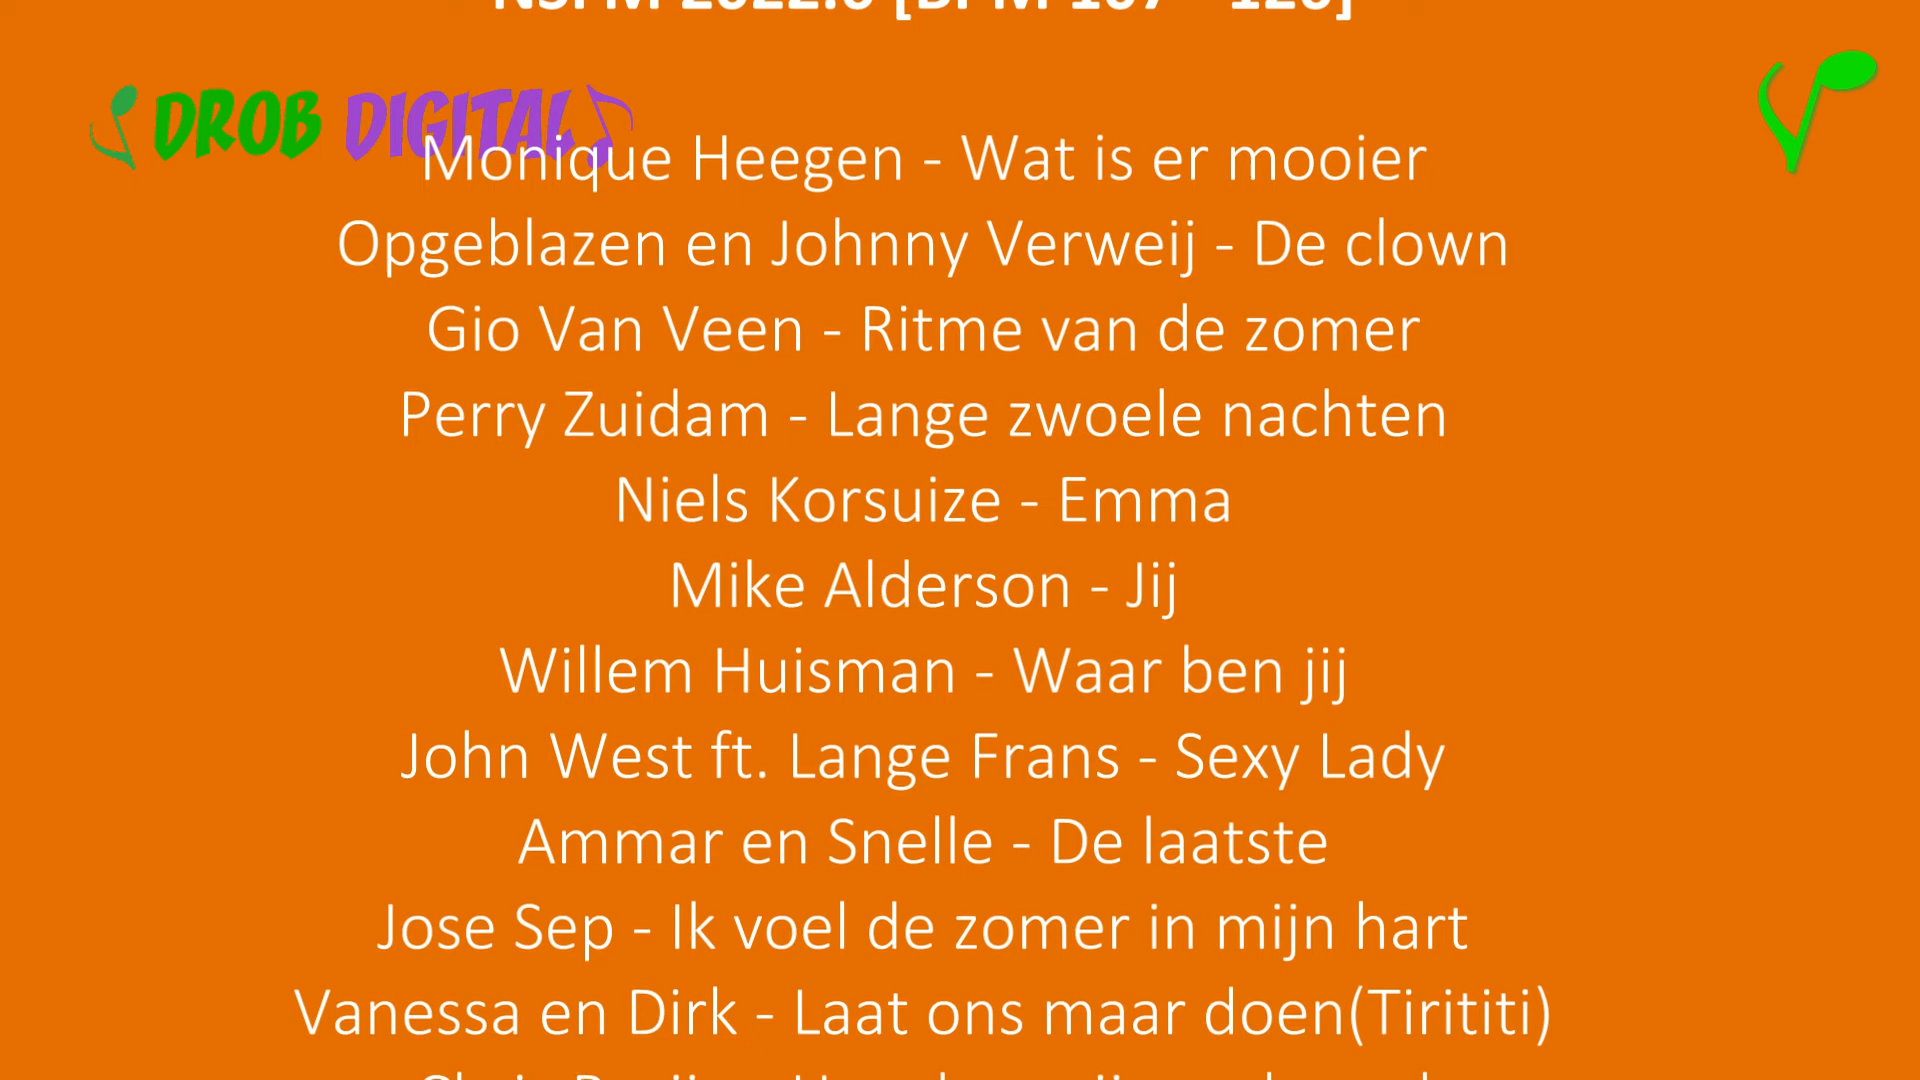 DROB DIGITAL
Monique Heegen - Wat is er mooier
Opgeblazen en Johnny Verweij - De clown
Gio Van Veen - Ritme van de zomer
Perry Zuidam - Lange zwoele nachten
Niels Korsuize - Emma
Mike Alderson - Jij
Willem Huisman - Waar ben jij
John West ft. Lange Frans - Sexy Lady
Ammar en Snelle - De laatste
Jose Sep - Ik voel de zomer in mijn hart
Vanessa en Dirk - Laat ons maar doen(Tirititi)